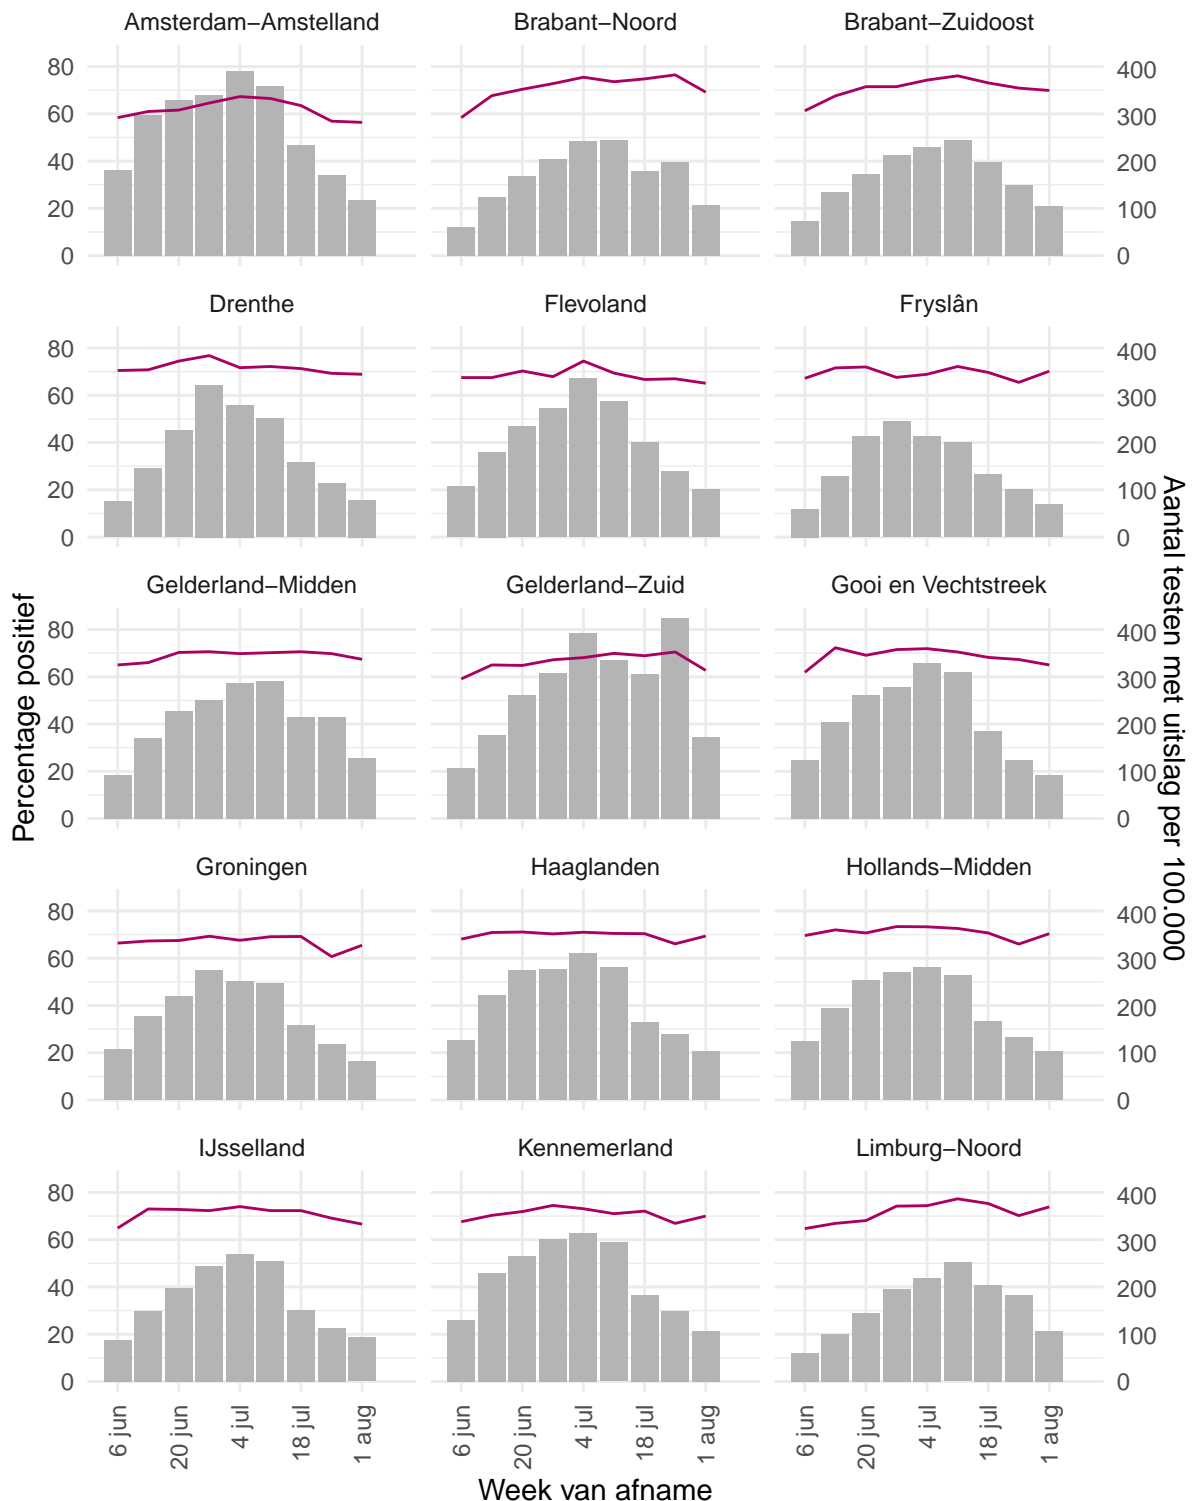 Amsterdam−Amstelland Brabant−Noord Brabant−Zuidoost
80 400
60 300
40 200
20 100
0 0
Drenthe Flevoland Fryslân
80 400
60 300
40 200
20 100
0 0
Gelderland−Midden Gelderland−Zuid Gooi en Vechtstreek
80 400
60 300
40 200
20 100
0 0
Groningen Haaglanden Hollands−Midden
80 400
60 300
40 200
20 100
0 0
IJsselland Kennemerland Limburg−Noord
80 400
60 300
40 200
20 100
0 0
6 jun 20 jun 4 jul 18 jul 1 aug 6 jun 20 jun 4 jul 18 jul 1 aug 6 jun 20 jun 4 jul 18 jul 1 aug
Week van afname
Percentage positief
Aantal testen met uitslag per 100.000